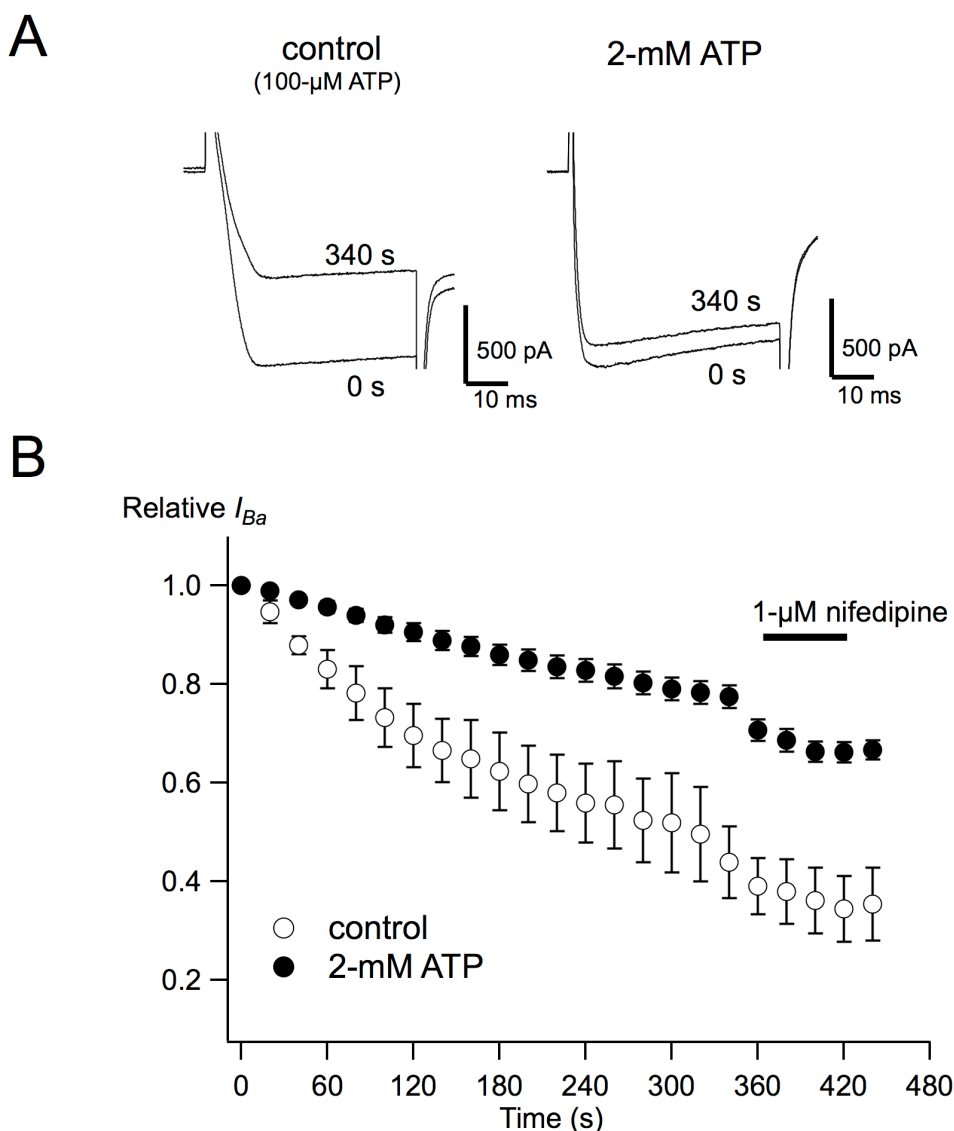 A
control
(100-μM ATP)
2-mM ATP
340 s
0 s
500 pA
10 ms
340 s
0 s
500 pA
10 ms
B
Relative I_Ba
1.0
0.8
0.6
0.4
0.2
1-μM nifedipine
control
2-mM ATP
0 60 120 180 240 300 360 420 480
Time (s)